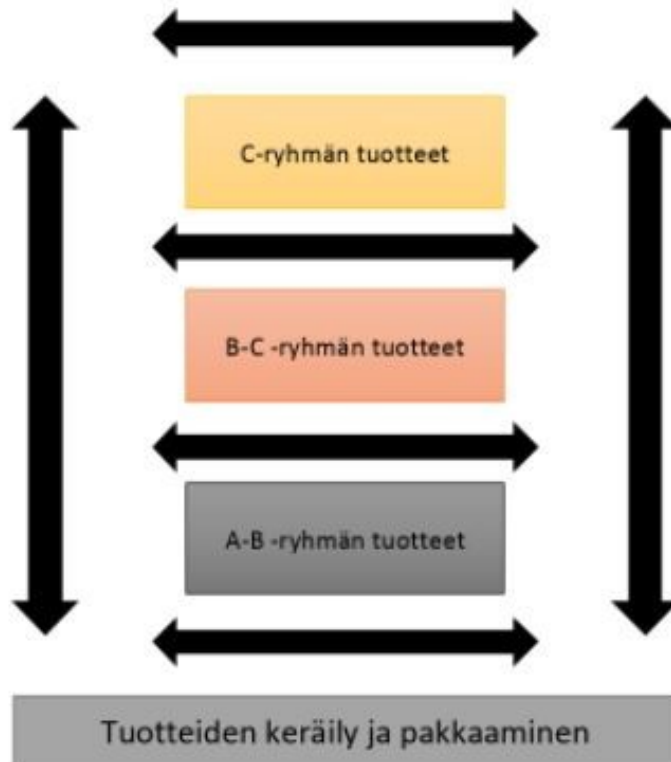 C-ryhmän tuotteet
B-C -ryhmän tuotteet
A-B -ryhmän tuotteet
Tuotteiden keräily ja pakkaaminen